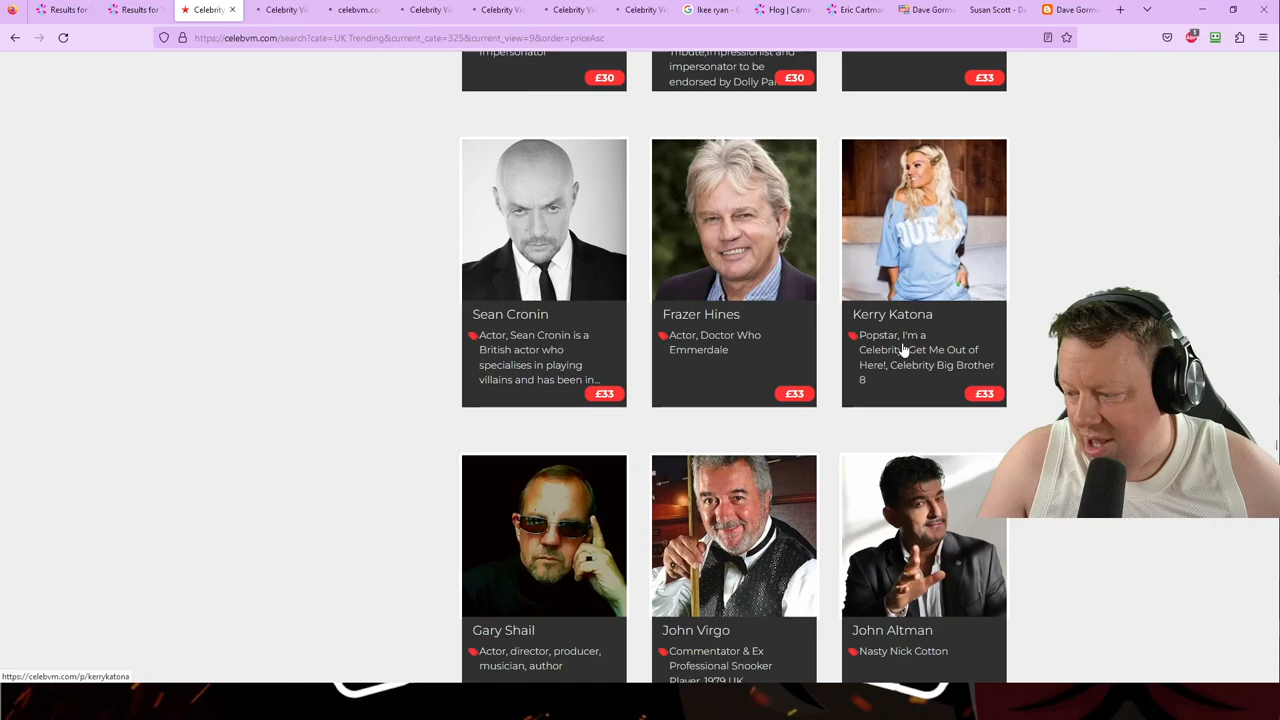 Results for
Results for
Celebrity
Celebrity Vi
celebvm.co
Celebrity Vi
Celebrity Vi
Celebrity Vi
Celebrity Vi
Ikee ryan -
Hog | Came
Eric Cartma
Dave Gorma
Susan Scott - D
Dave Gorm
https://celebvm.com/search?cate=UK Trending&current_cate=325&current_view=9&order=priceAsc
1
Impersonator
£30
Tribute,Impressionist and
impersonator to be
endorsed by Dolly Pa
£30
£33
QUEEN
Sean Cronin
Actor, Sean Cronin is a
British actor who
specialises in playing
villains and has been in...
£33
Frazer Hines
Actor, Doctor Who
Emmerdale
£33
Kerry Katona
Popstar, I'm a
Celebrity, Get Me Out of
Here!, Celebrity Big Brother
8
£33
Gary Shail
Actor, director, producer,
musician, author
John Virgo
Commentator & Ex
Professional Snooker
Player, 1979 UK
John Altman
Nasty Nick Cotton
https://celebvm.com/p/kerrykatona